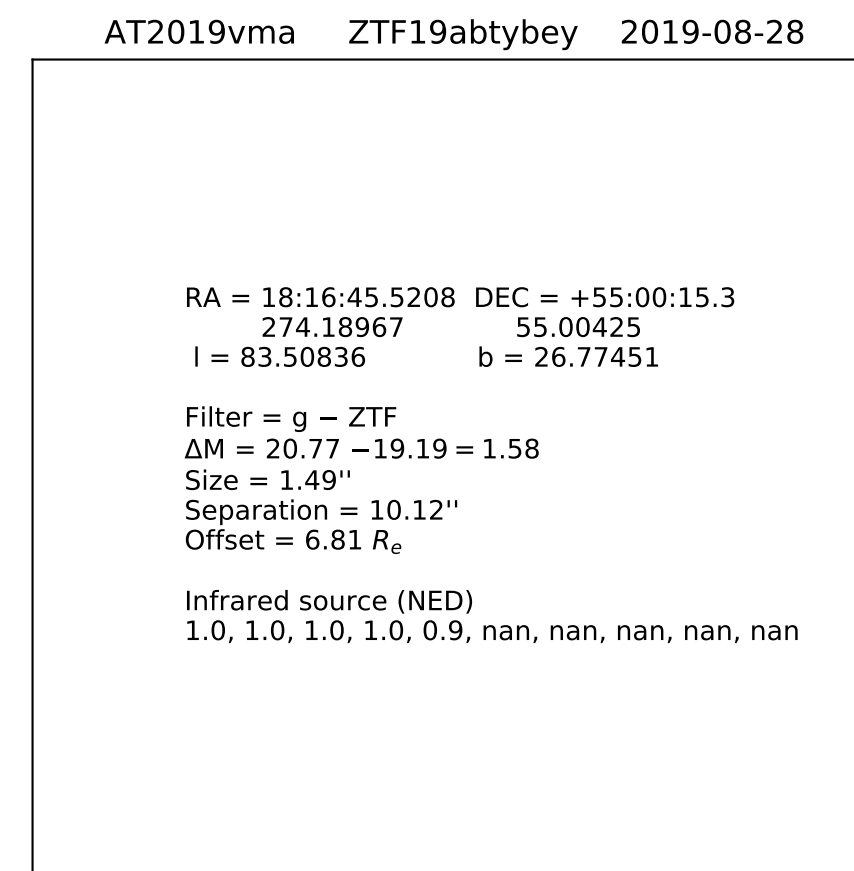 AT2019vma ZTF19abtybey 2019-08-28
RA = 18:16:45.5208 DEC = +55:00:15.3
274.18967 55.00425
l = 83.50836 b = 26.77451
Filter = g − ZTF
ΔM = 20.77 −19.19 = 1.58
Size = 1.49''
Separation = 10.12''
Offset = 6.81 Rₑ
Infrared source (NED)
1.0, 1.0, 1.0, 1.0, 0.9, nan, nan, nan, nan, nan